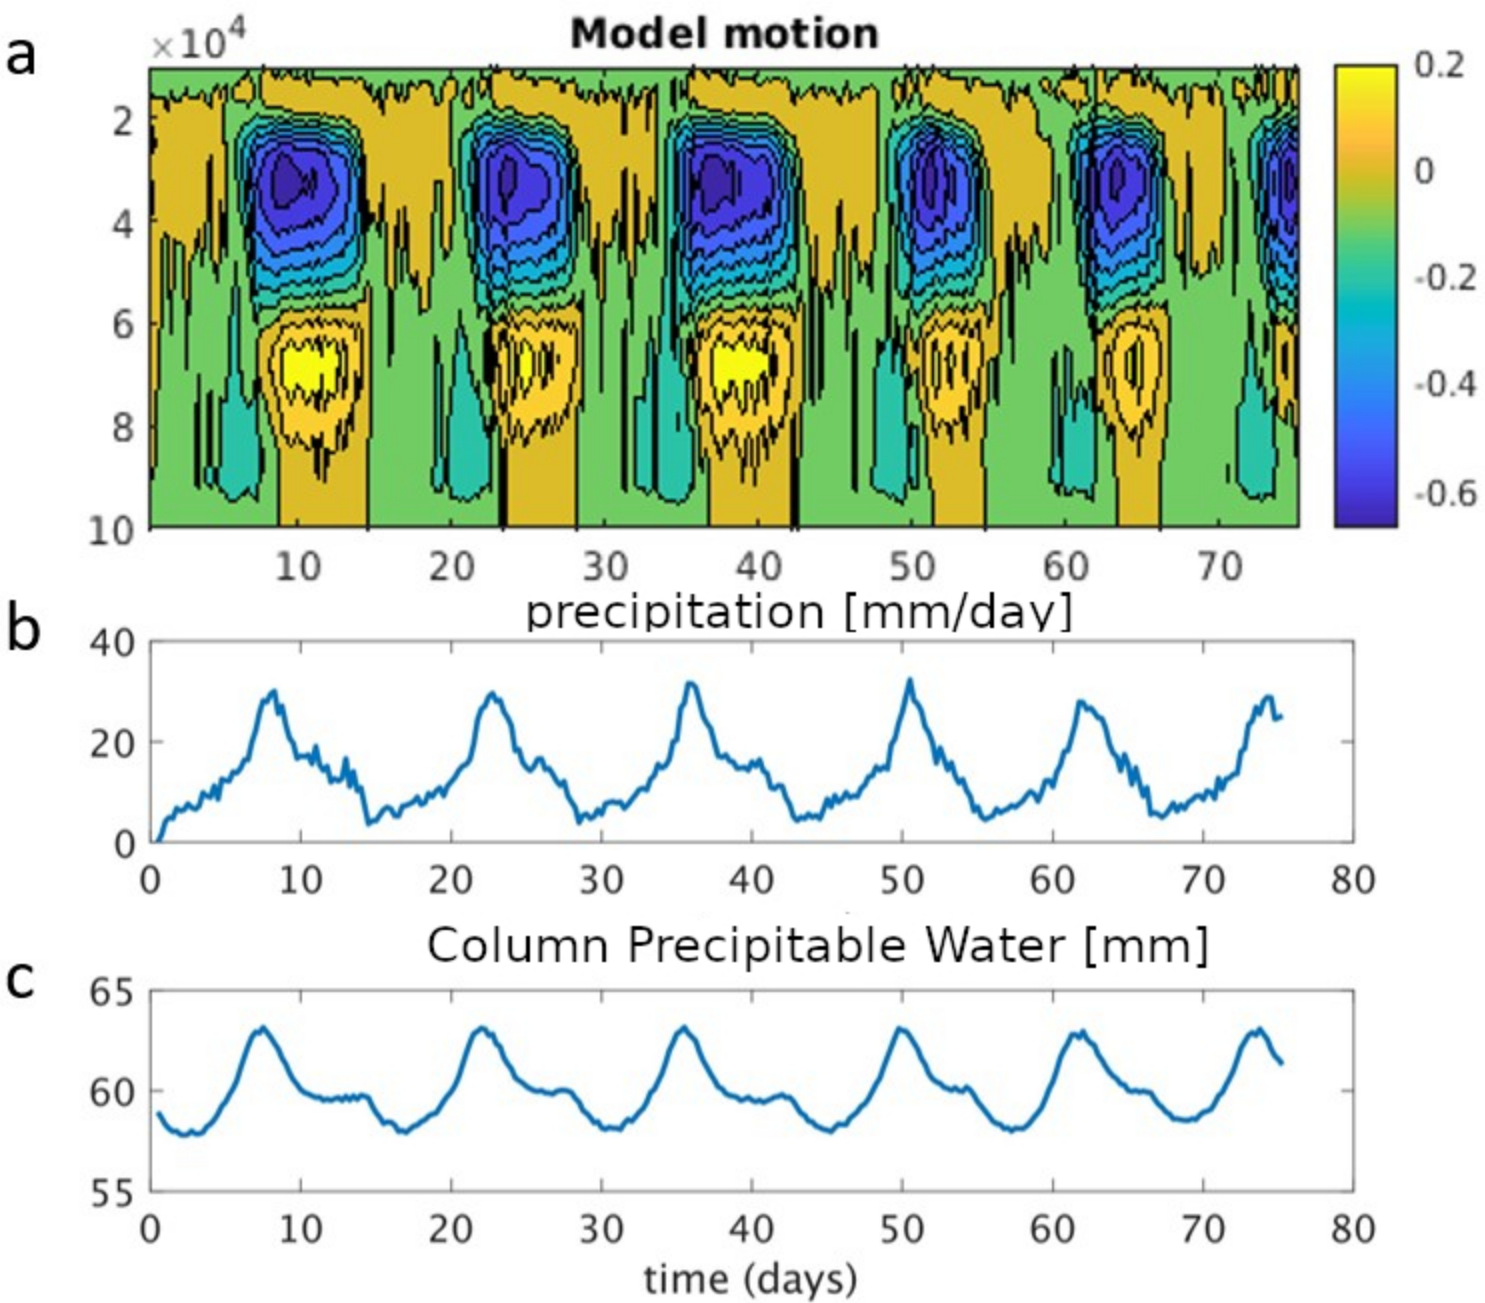 a
×10⁴
Model motion
2
4
6
8
10
10 20 30 40 50 60 70
0.2
0
-0.2
-0.4
-0.6
b
precipitation [mm/day]
40
20
0
0 10 20 30 40 50 60 70 80
c
Column Precipitable Water [mm]
65
60
55
0 10 20 30 40 50 60 70 80
time (days)